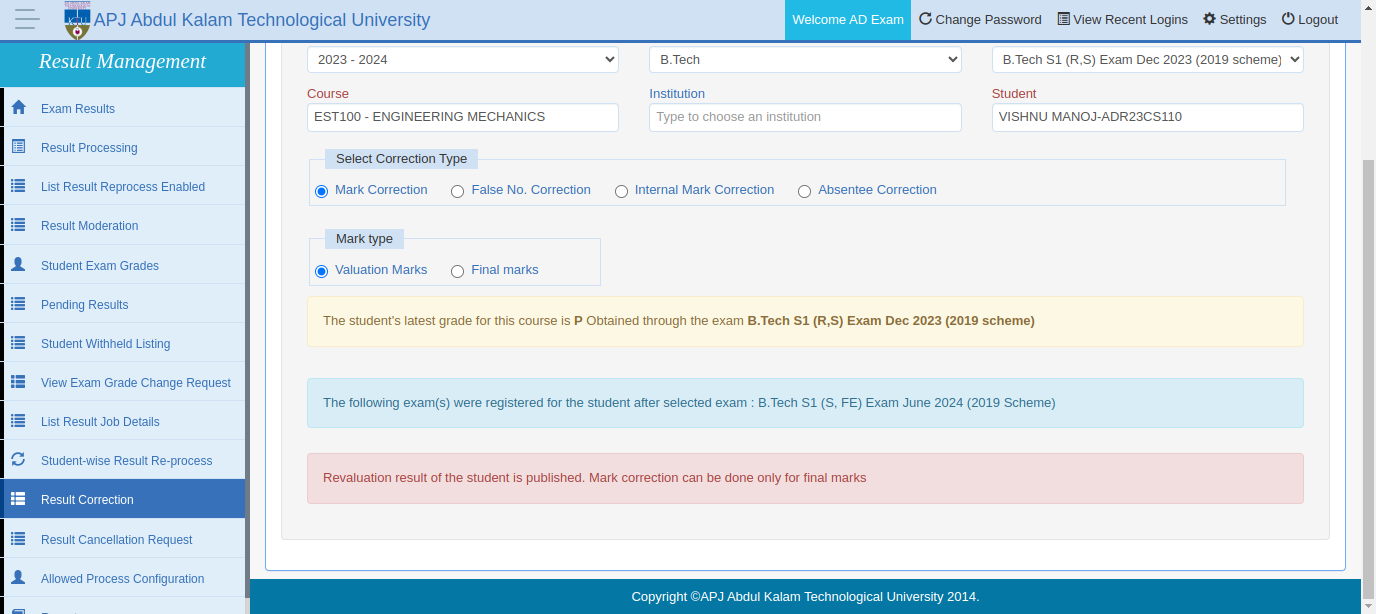 APJ Abdul Kalam Technological University
Welcome AD Exam
Change Password
View Recent Logins
Settings
Logout
Result Management
Exam Results
Result Processing
List Result Reprocess Enabled
Result Moderation
Student Exam Grades
Pending Results
Student Withheld Listing
View Exam Grade Change Request
List Result Job Details
Student-wise Result Re-process
Result Correction
Result Cancellation Request
Allowed Process Configuration
2023 - 2024
B.Tech
B.Tech S1 (R,S) Exam Dec 2023 (2019 scheme)
Course
Institution
Student
EST100 - ENGINEERING MECHANICS
Type to choose an institution
VISHNU MANOJ-ADR23CS110
Select Correction Type
Mark Correction
False No. Correction
Internal Mark Correction
Absentee Correction
Mark type
Valuation Marks
Final marks
The student's latest grade for this course is P Obtained through the exam B.Tech S1 (R,S) Exam Dec 2023 (2019 scheme)
The following exam(s) were registered for the student after selected exam : B.Tech S1 (S, FE) Exam June 2024 (2019 Scheme)
Revaluation result of the student is published. Mark correction can be done only for final marks
Copyright ©APJ Abdul Kalam Technological University 2014.